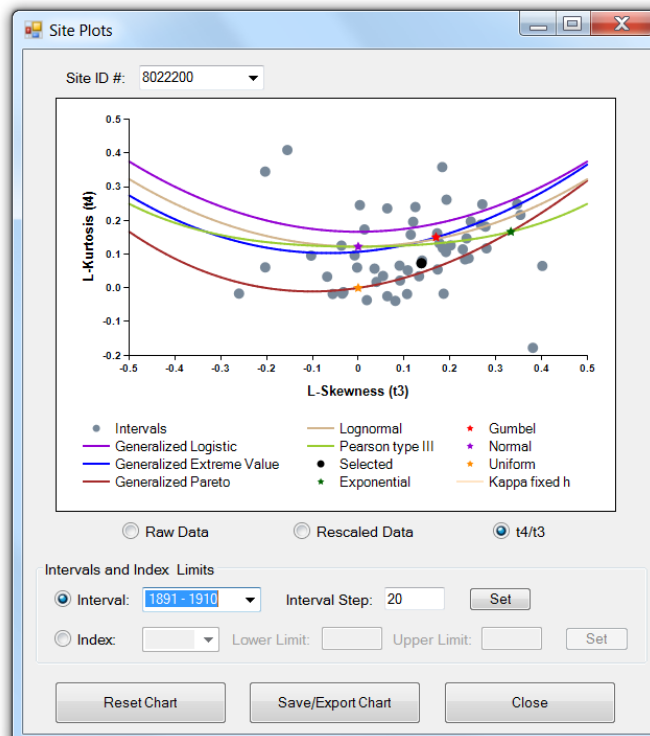 Site Plots
Site ID #: 8022200
0.5
0.4
0.3
0.2
0.1
0.0
-0.1
-0.2
L-Kurtosis (t4)
-0.5 -0.4 -0.3 -0.2 -0.1 0 0.1 0.2 0.3 0.4 0.5
L-Skewness (t3)
Intervals Lognormal Gumbel
Generalized Logistic Pearson type III Normal
Generalized Extreme Value Selected Uniform
Generalized Pareto Exponential Kappa fixed h
Raw Data Rescaled Data t4/t3
Intervals and Index Limits
Interval: 1891 - 1910 Interval Step: 20 Set
Index: Lower Limit: Upper Limit: Set
Reset Chart Save/Export Chart Close